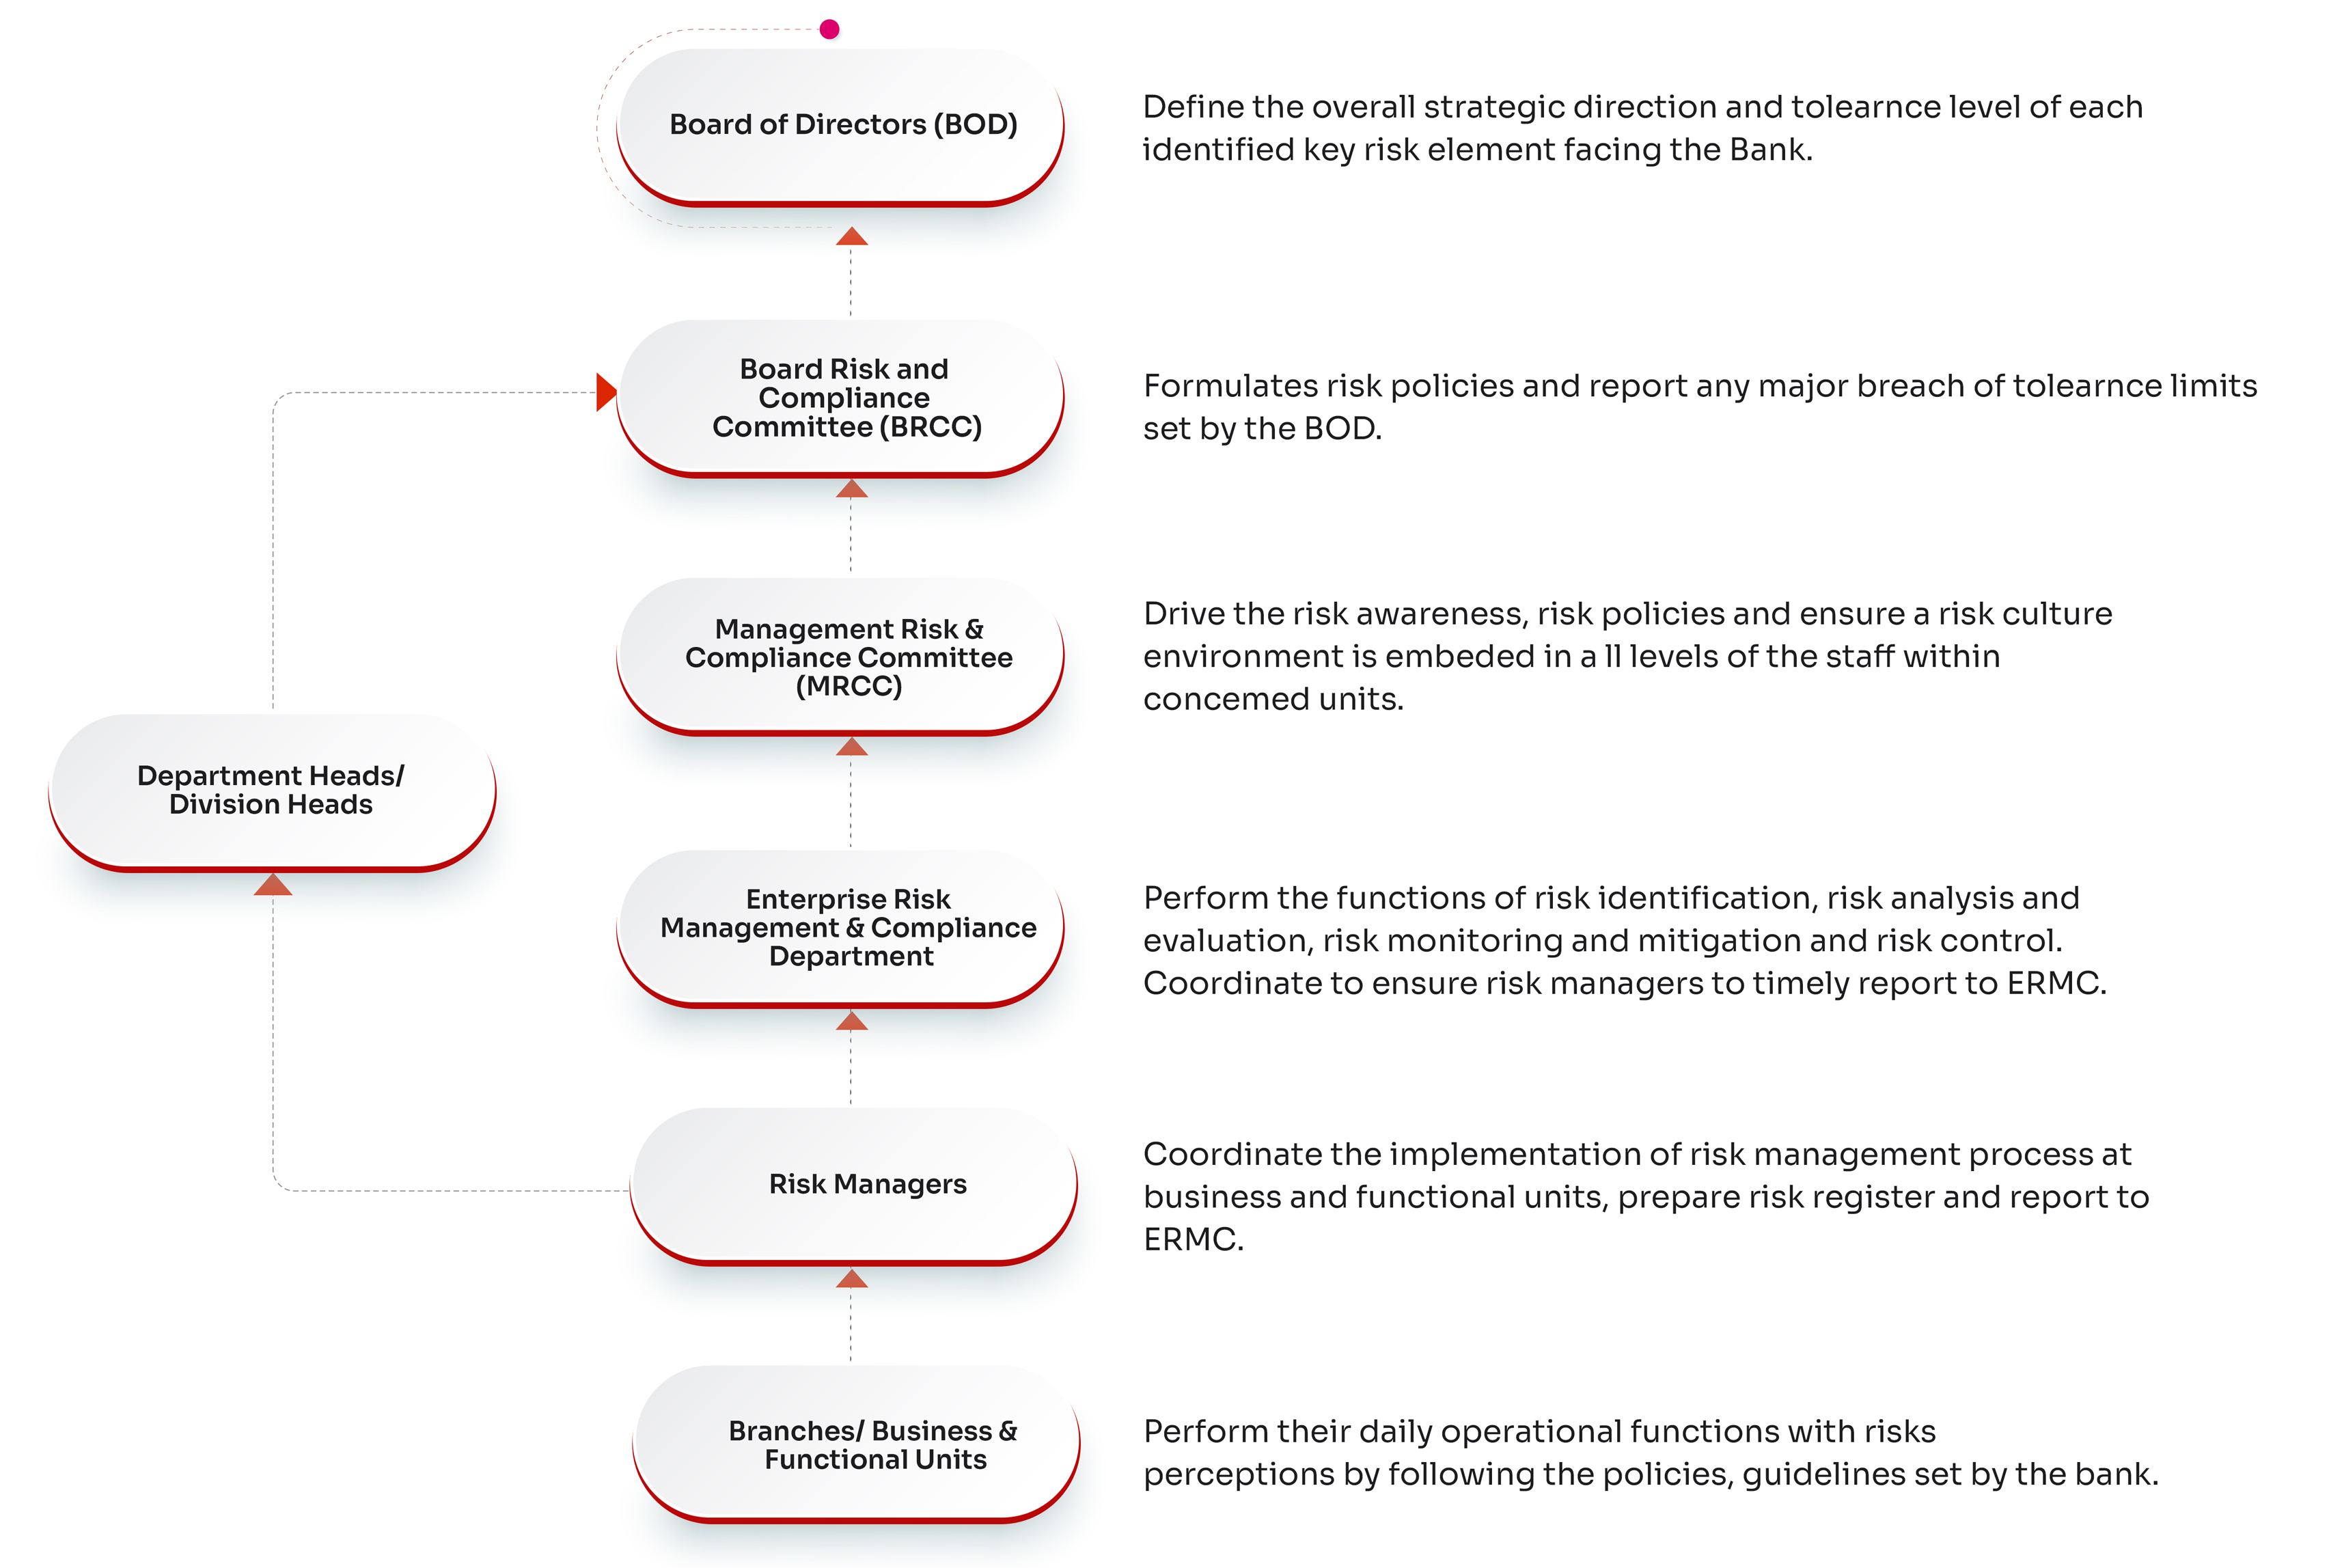 Board of Directors (BOD)
Define the overall strategic direction and tolearnce level of each
identified key risk element facing the Bank.
Board Risk and
Compliance
Committee (BRCC)
Formulates risk policies and report any major breach of tolearnce limits
set by the BOD.
Management Risk &
Compliance Committee
(MRCC)
Drive the risk awareness, risk policies and ensure a risk culture
environment is embeded in a ll levels of the staff within
concemed units.
Department Heads/
Division Heads
Enterprise Risk
Management & Compliance
Department
Perform the functions of risk identification, risk analysis and
evaluation, risk monitoring and mitigation and risk control.
Coordinate to ensure risk managers to timely report to ERMC.
Risk Managers
Coordinate the implementation of risk management process at
business and functional units, prepare risk register and report to
ERMC.
Branches/ Business &
Functional Units
Perform their daily operational functions with risks
perceptions by following the policies, guidelines set by the bank.